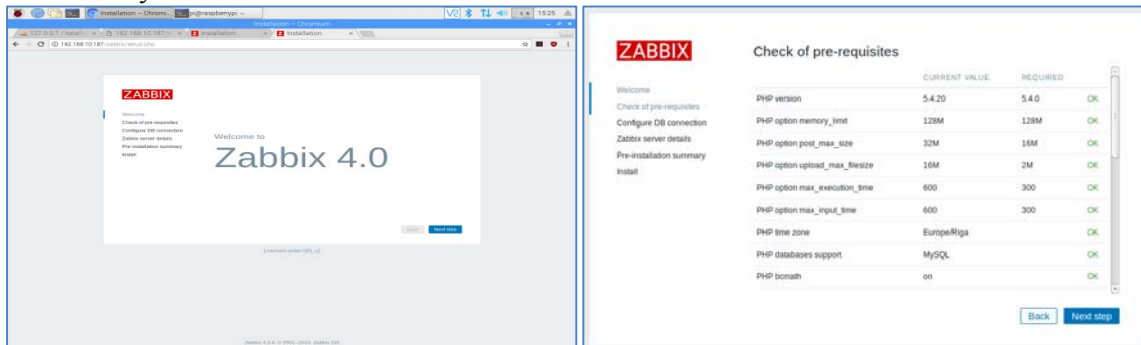 Installation – Chromi...
pi@raspberrypi: ~
15:25
Installation – Chromium
Installation
Installation
192.168.10.187/zabbix/setup.php
ZABBIX
Welcome
Check of pre-requisites
Configure DB connection
Zabbix server details
Pre-installation summary
Install
Welcome to
Zabbix 4.0
Back
Next step
Licensed under GPL v2
ZABBIX
Welcome
Check of pre-requisites
Configure DB connection
Zabbix server details
Pre-installation summary
Install
Check of pre-requisites
CURRENT VALUE REQUIRED
PHP version 5.4.20 5.4.0 OK
PHP option memory_limit 128M 128M OK
PHP option post_max_size 32M 16M OK
PHP option upload_max_filesize 16M 2M OK
PHP option max_execution_time 600 300 OK
PHP option max_input_time 600 300 OK
PHP time zone Europe/Riga OK
PHP databases support MySQL OK
PHP bcmath on OK
Back Next step